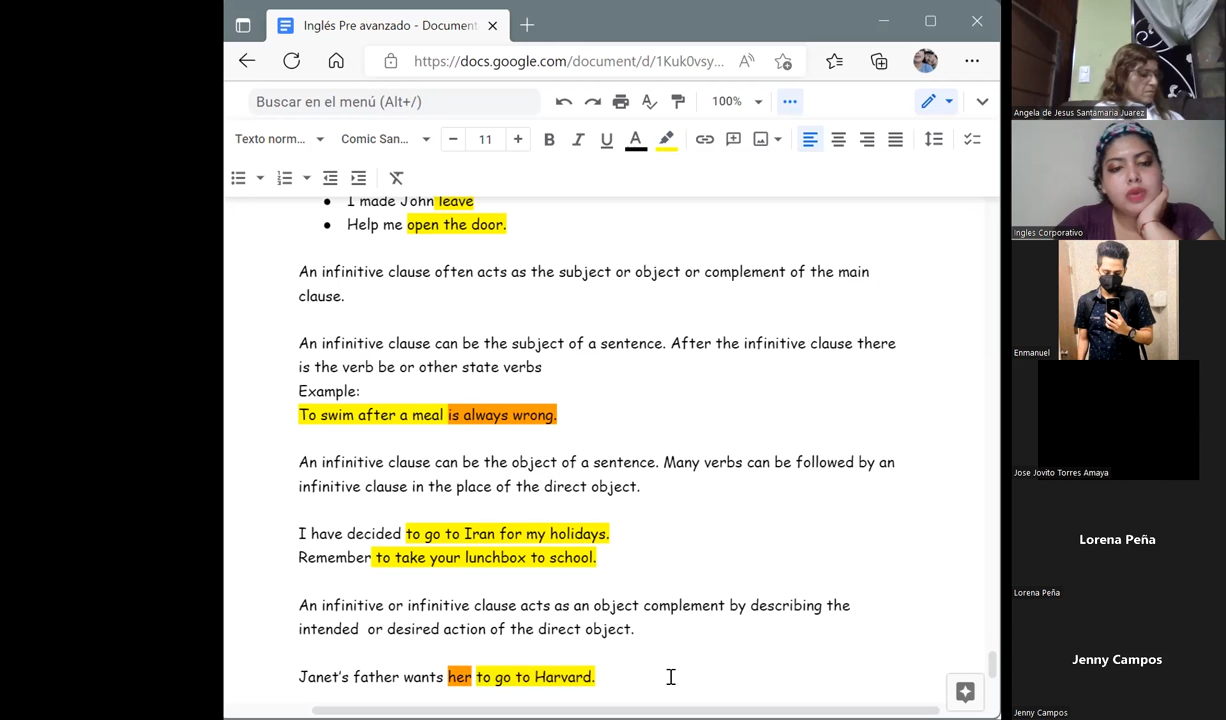 Inglés Pre avanzado - Document
https://docs.google.com/document/d/1Kuk0vsy...
Buscar en el menú (Alt+/)
100%
Texto norm...
Comic San...
11
I made John leave
Help me open the door.
An infinitive clause often acts as the subject or object or complement of the main
clause.
An infinitive clause can be the subject of a sentence. After the infinitive clause there
is the verb be or other state verbs
Example:
To swim after a meal is always wrong.
An infinitive clause can be the object of a sentence. Many verbs can be followed by an
infinitive clause in the place of the direct object.
I have decided to go to Iran for my holidays.
Remember to take your lunchbox to school.
An infinitive or infinitive clause acts as an object complement by describing the
intended or desired action of the direct object.
Janet's father wants her to go to Harvard.
Angela de Jesus Santamaria Juarez
Ingles Corporativo
Enmanuel
Jose Jovito Torres Amaya
Lorena Peña
Lorena Peña
Jenny Campos
Jenny Campos